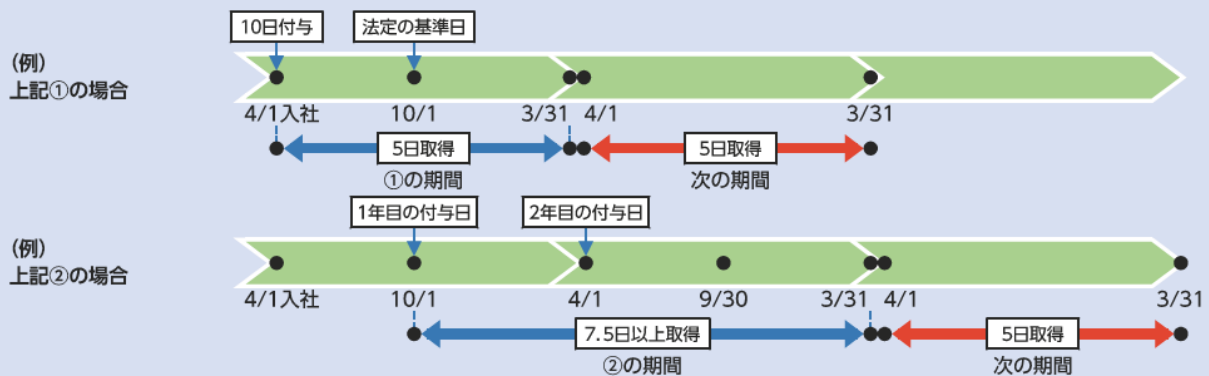 10日付与 法定の基準日
(例)
上記①の場合
4/1入社 10/1 3/31 4/1 3/31
5日取得 5日取得
①の期間 次の期間
1年目の付与日 2年目の付与日
(例)
上記②の場合
4/1入社 10/1 4/1 9/30 3/31 4/1 3/31
7.5日以上取得 5日取得
②の期間 次の期間